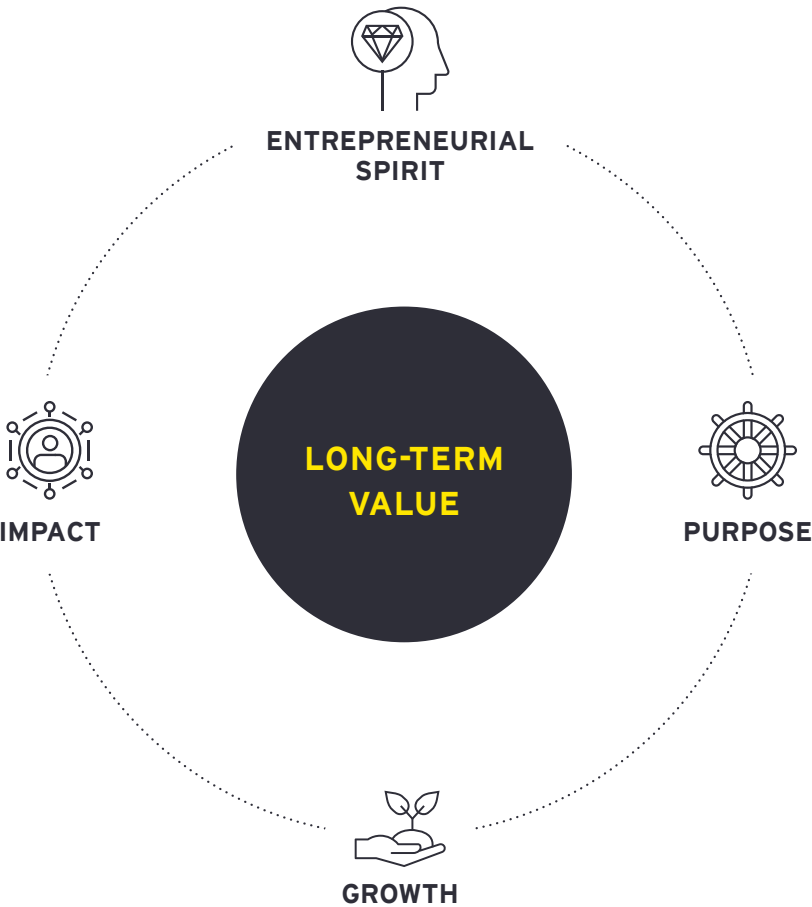 ENTREPRENEURIAL
SPIRIT
LONG-TERM
VALUE
IMPACT
PURPOSE
GROWTH